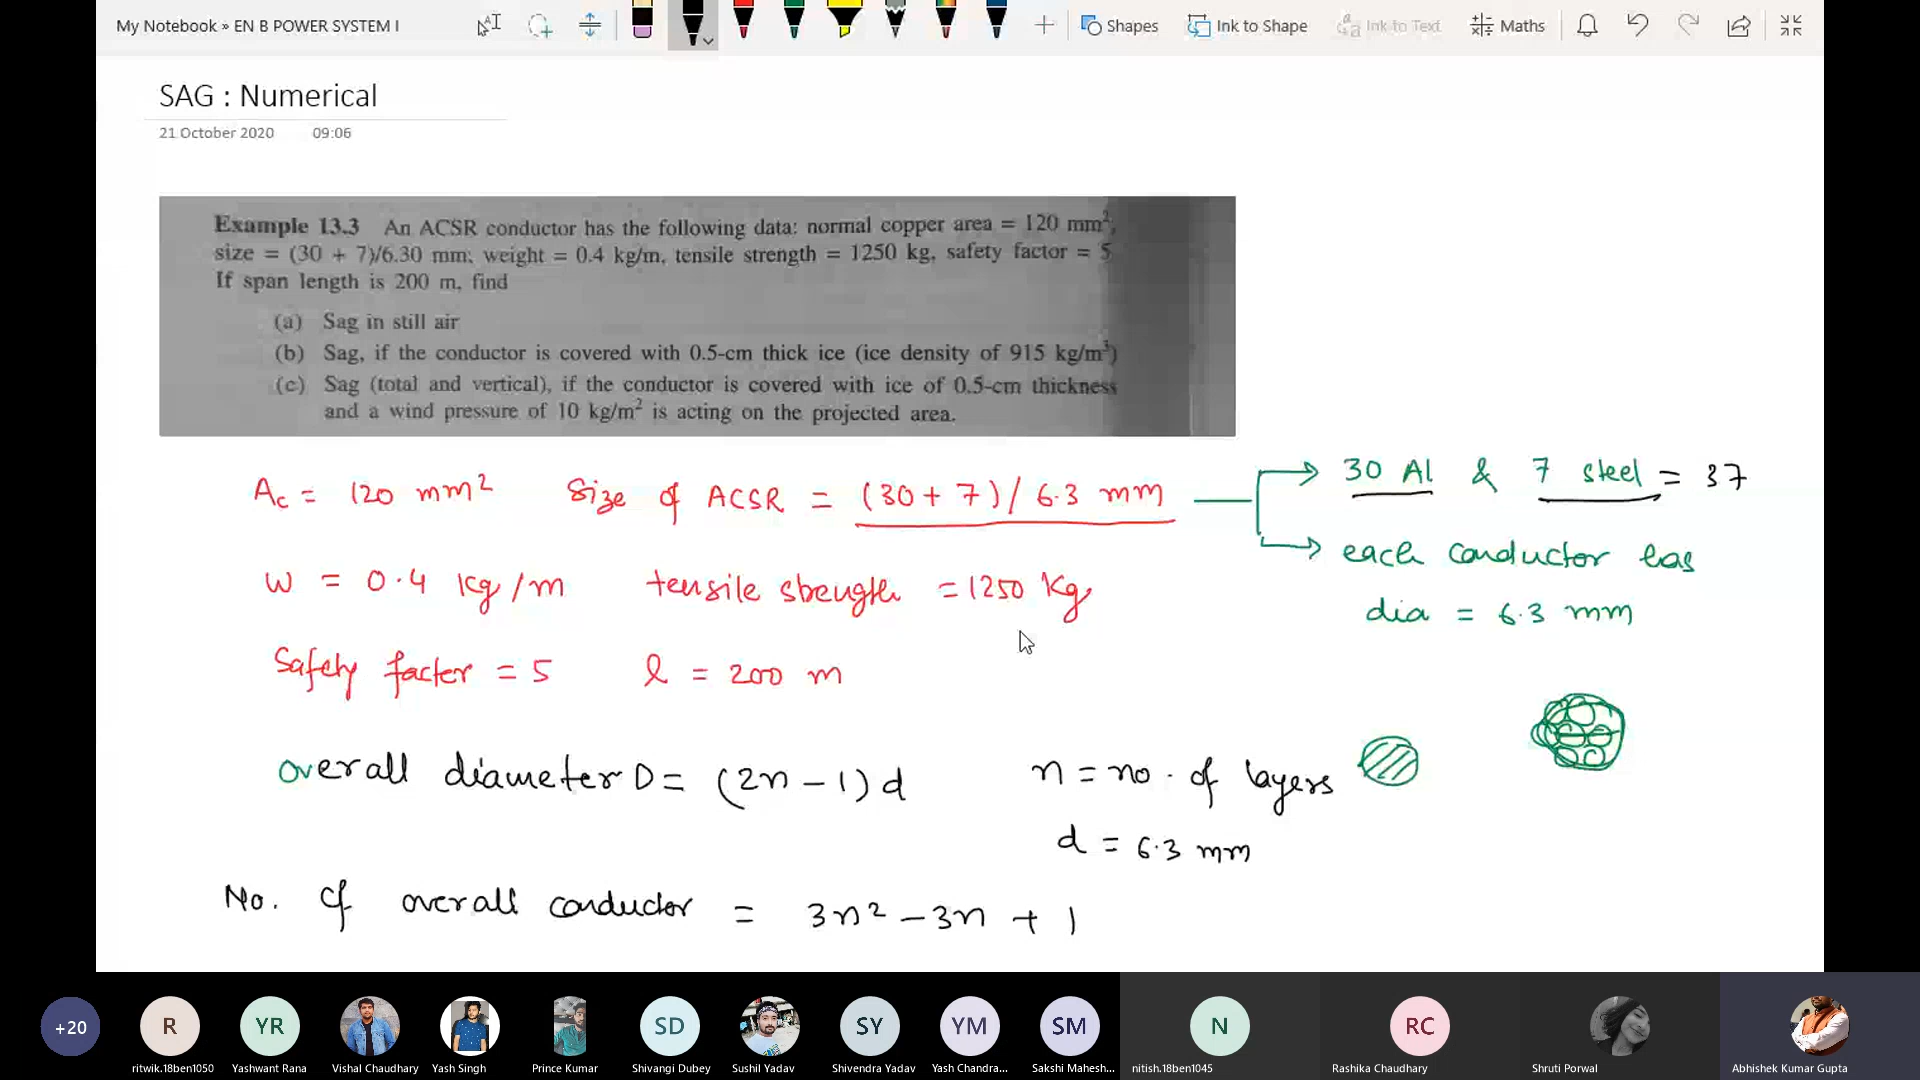 My Notebook » EN B POWER SYSTEM I
Shapes
Ink to Shape
Ink to Text
Maths
SAG : Numerical
21 October 2020 09:06
Example 13.3 An ACSR conductor has the following data: normal copper area = 120 mm²,
size = (30 + 7)/6.30 mm, weight = 0.4 kg/m, tensile strength = 1250 kg, safety factor = 5
If span length is 200 m, find
(a) Sag in still air
(b) Sag, if the conductor is covered with 0.5-cm thick ice (ice density of 915 kg/m³)
(c) Sag (total and vertical), if the conductor is covered with ice of 0.5-cm thickness
and a wind pressure of 10 kg/m² is acting on the projected area.
Ac = 120 mm² Size of ACSR = (30 + 7) / 6.3 mm
30 Al & 7 steel = 37
each conductor has
dia = 6.3 mm
w = 0.4 Kg/m tensile strength = 1250 Kg
Safety factor = 5 l = 200 m
overall diameter D = (2n - 1) d n = no. of layers
d = 6.3 mm
No. of overall conductor = 3n² - 3n + 1
+20
R
YR
SD
SY
YM
SM
N
RC
ritwik.18ben1050
Yashwant Rana
Vishal Chaudhary
Yash Singh
Prince Kumar
Shivangi Dubey
Sushil Yadav
Shivendra Yadav
Yash Chandra...
Sakshi Mahesh...
nitish.18ben1045
Rashika Chaudhary
Shruti Porwal
Abhishek Kumar Gupta